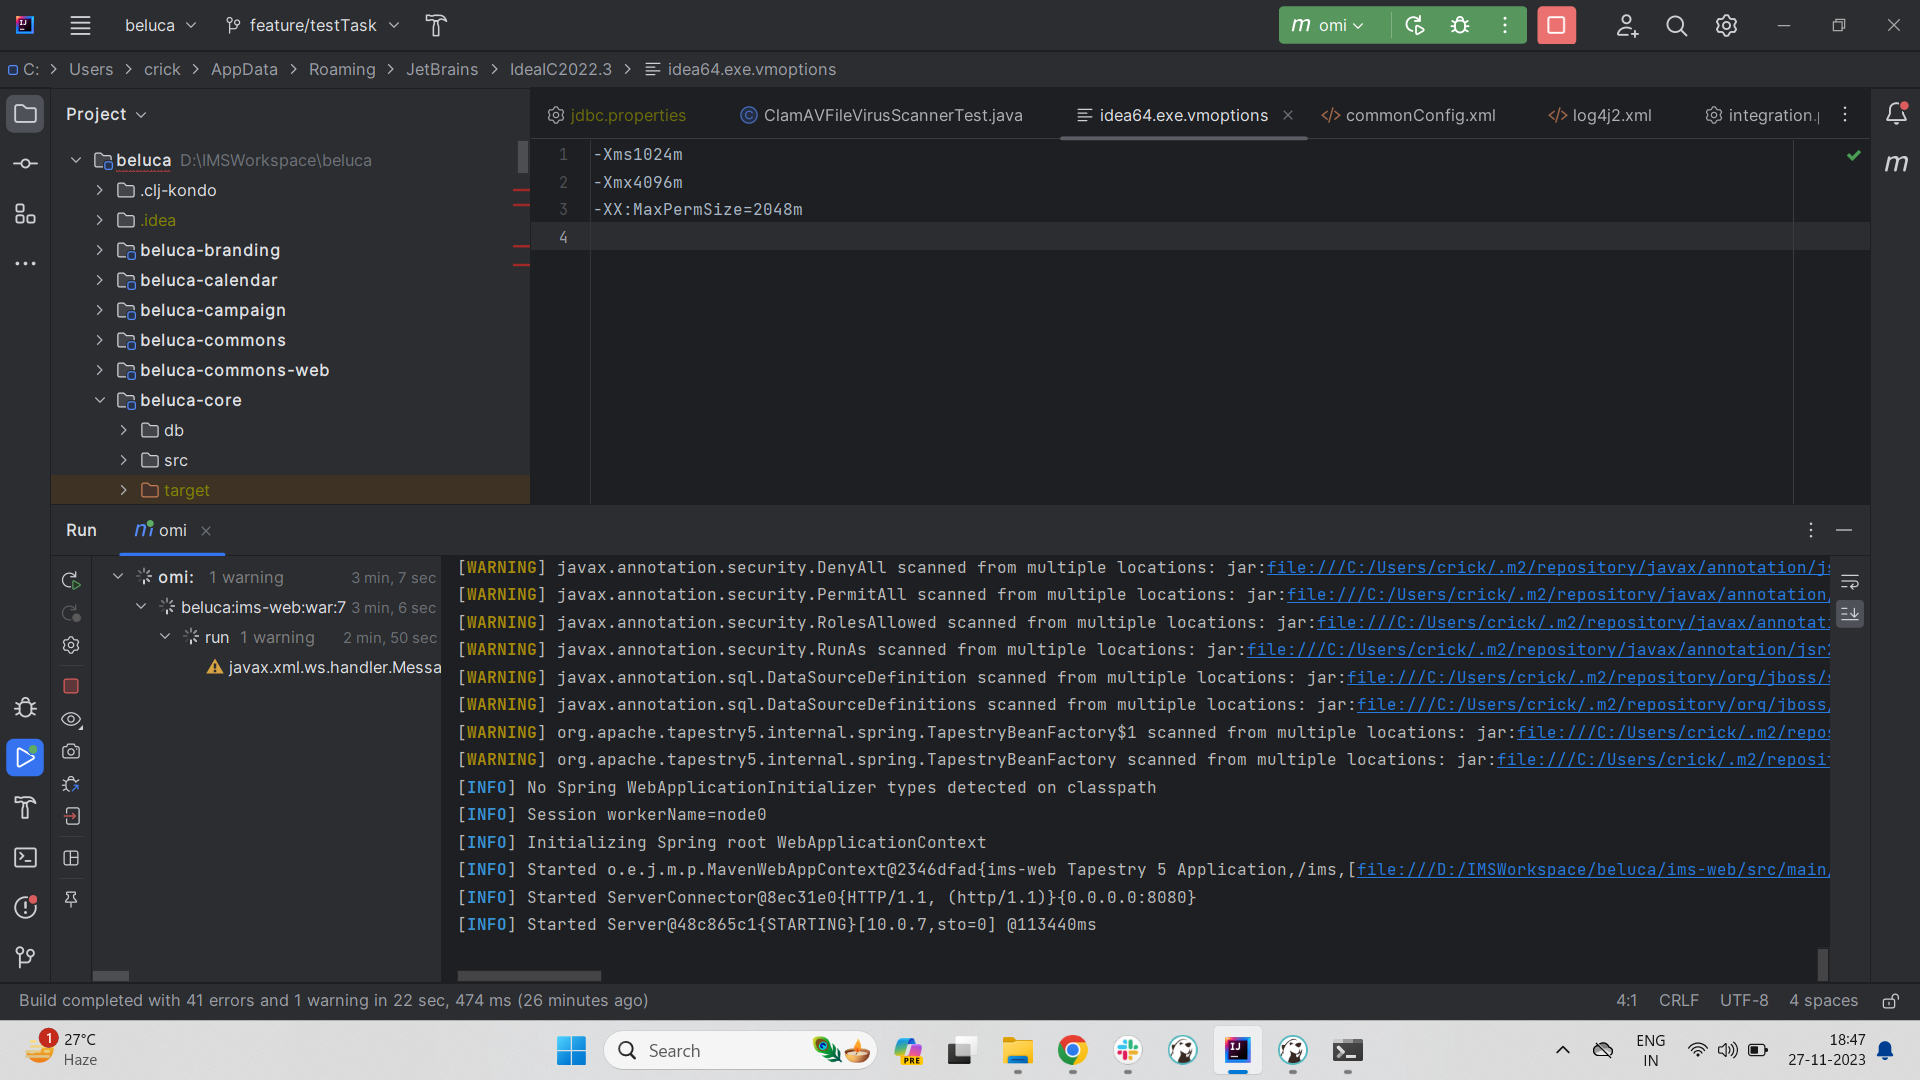 beluca
feature/testTask
m omi
C: > Users > crick > AppData > Roaming > JetBrains > IdeaIC2022.3 > idea64.exe.vmoptions
Project
jdbc.properties
ClamAVFileVirusScannerTest.java
idea64.exe.vmoptions
commonConfig.xml
log4j2.xml
integration.
m
beluca D:\IMSWorkspace\beluca
.clj-kondo
.idea
beluca-branding
beluca-calendar
beluca-campaign
beluca-commons
beluca-commons-web
beluca-core
db
src
target
1 -Xms1024m
2 -Xmx4096m
3 -XX:MaxPermSize=2048m
4
Run
omi
omi: 1 warning 3 min, 7 sec
beluca:ims-web:war:7 3 min, 6 sec
run 1 warning 2 min, 50 sec
javax.xml.ws.handler.Messa
[WARNING] javax.annotation.security.DenyAll scanned from multiple locations: jar:file:///C:/Users/crick/.m2/repository/javax/annotation/js
[WARNING] javax.annotation.security.PermitAll scanned from multiple locations: jar:file:///C:/Users/crick/.m2/repository/javax/annotation/
[WARNING] javax.annotation.security.RolesAllowed scanned from multiple locations: jar:file:///C:/Users/crick/.m2/repository/javax/annotati
[WARNING] javax.annotation.security.RunAs scanned from multiple locations: jar:file:///C:/Users/crick/.m2/repository/javax/annotation/jsr2
[WARNING] javax.annotation.sql.DataSourceDefinition scanned from multiple locations: jar:file:///C:/Users/crick/.m2/repository/org/jboss/s
[WARNING] javax.annotation.sql.DataSourceDefinitions scanned from multiple locations: jar:file:///C:/Users/crick/.m2/repository/org/jboss/
[WARNING] org.apache.tapestry5.internal.spring.TapestryBeanFactory$1 scanned from multiple locations: jar:file:///C:/Users/crick/.m2/repos
[WARNING] org.apache.tapestry5.internal.spring.TapestryBeanFactory scanned from multiple locations: jar:file:///C:/Users/crick/.m2/reposit
[INFO] No Spring WebApplicationInitializer types detected on classpath
[INFO] Session workerName=node0
[INFO] Initializing Spring root WebApplicationContext
[INFO] Started o.e.j.m.p.MavenWebAppContext@2346dfad{ims-web Tapestry 5 Application,/ims,[file:///D:/IMSWorkspace/beluca/ims-web/src/main/
[INFO] Started ServerConnector@8ec31e0{HTTP/1.1, (http/1.1)}{0.0.0.0:8080}
[INFO] Started Server@48c865c1{STARTING}[10.0.7,sto=0] @113440ms
Build completed with 41 errors and 1 warning in 22 sec, 474 ms (26 minutes ago)
4:1 CRLF UTF-8 4 spaces
1
27°C
Haze
Search
PRE
IJ
ENG
IN
18:47
27-11-2023